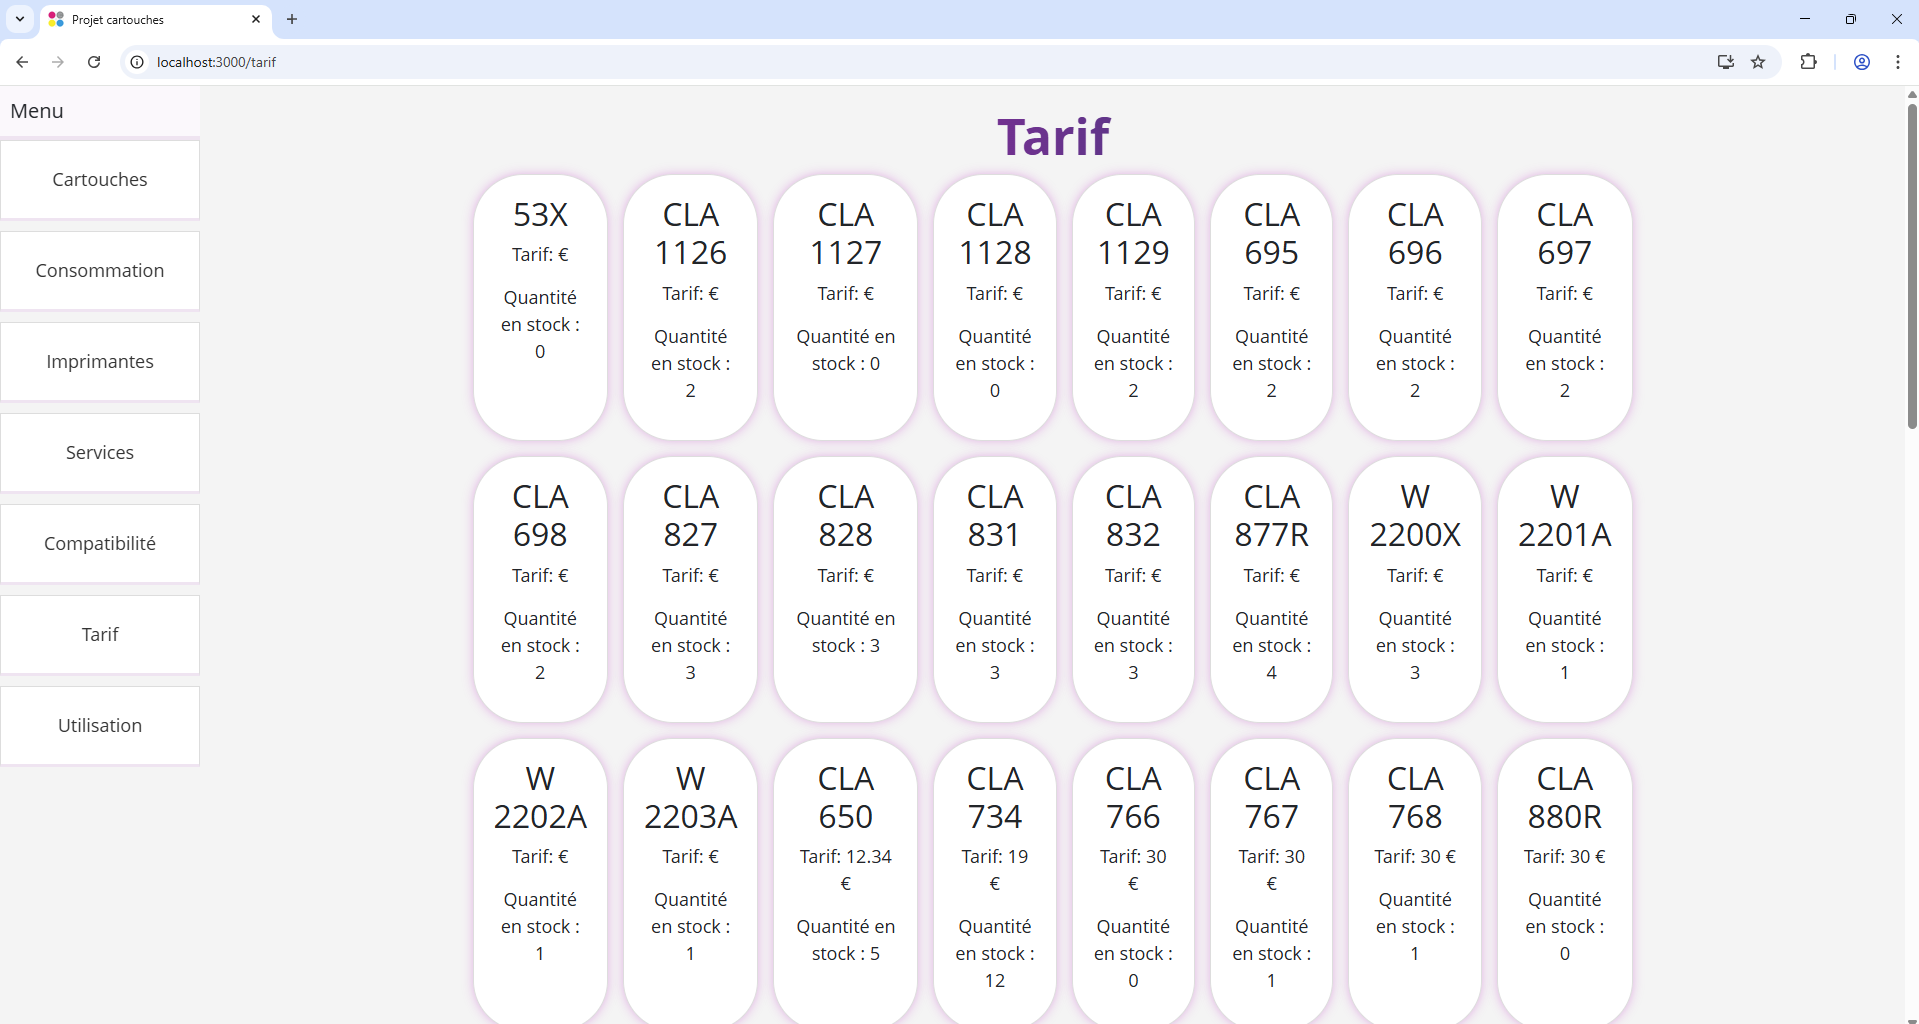 Projet cartouches
localhost:3000/tarif
Menu
Cartouches
Consommation
Imprimantes
Services
Compatibilité
Tarif
Utilisation
Tarif
53X
Tarif: €
Quantité
en stock :
0
CLA
1126
Tarif: €
Quantité
en stock :
2
CLA
1127
Tarif: €
Quantité en
stock : 0
CLA
1128
Tarif: €
Quantité
en stock :
0
CLA
1129
Tarif: €
Quantité
en stock :
2
CLA
695
Tarif: €
Quantité
en stock :
2
CLA
696
Tarif: €
Quantité
en stock :
2
CLA
697
Tarif: €
Quantité
en stock :
2
CLA
698
Tarif: €
Quantité
en stock :
2
CLA
827
Tarif: €
Quantité
en stock :
3
CLA
828
Tarif: €
Quantité en
stock : 3
CLA
831
Tarif: €
Quantité
en stock :
3
CLA
832
Tarif: €
Quantité
en stock :
3
CLA
877R
Tarif: €
Quantité
en stock :
4
W
2200X
Tarif: €
Quantité
en stock :
3
W
2201A
Tarif: €
Quantité
en stock :
1
W
2202A
Tarif: €
Quantité
en stock :
1
W
2203A
Tarif: €
Quantité
en stock :
1
CLA
650
Tarif: 12.34
€
Quantité en
stock : 5
CLA
734
Tarif: 19
€
Quantité
en stock :
12
CLA
766
Tarif: 30
€
Quantité
en stock :
0
CLA
767
Tarif: 30
€
Quantité
en stock :
1
CLA
768
Tarif: 30 €
Quantité
en stock :
1
CLA
880R
Tarif: 30 €
Quantité
en stock :
0